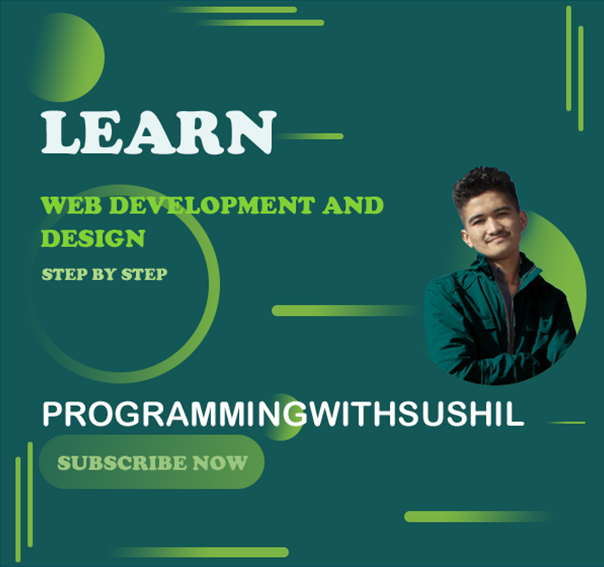 LEARN
WEB DEVELOPMENT AND
DESIGN
STEP BY STEP
PROGRAMMINGWITHSUSHIL
SUBSCRIBE NOW